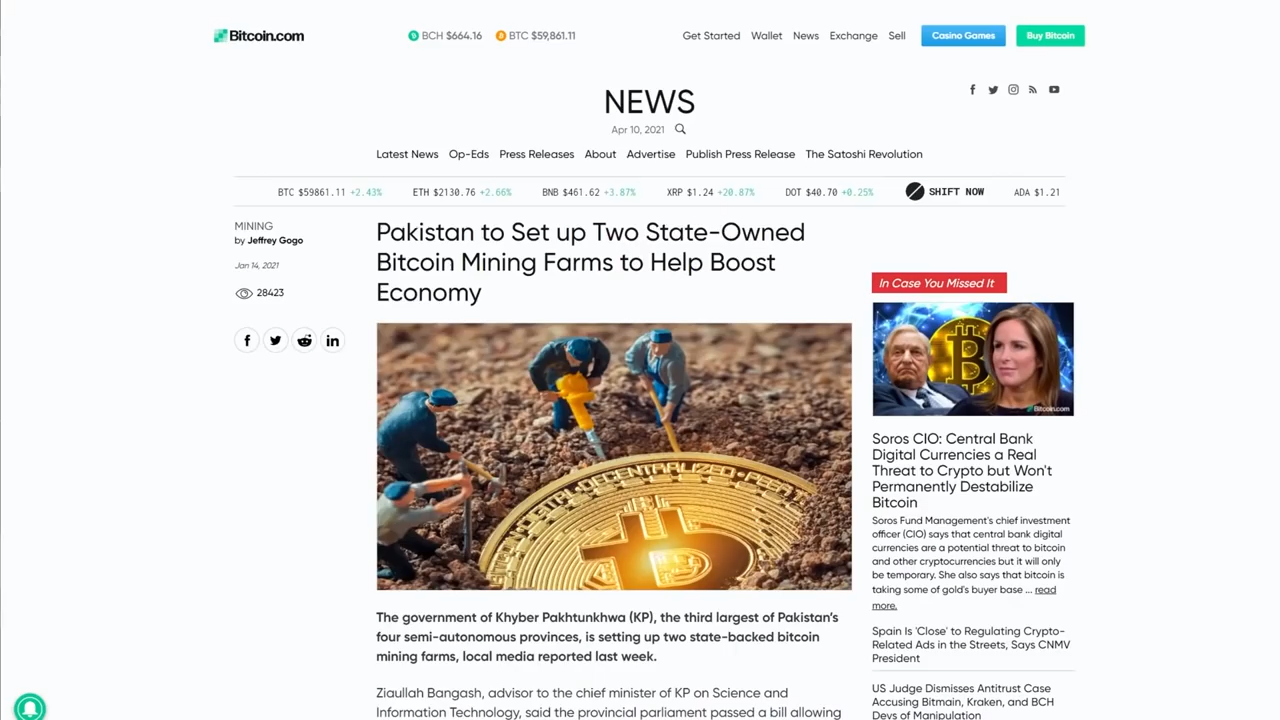 Bitcoin.com
BCH $664.16 BTC $59,861.11
Get Started Wallet News Exchange Sell Casino Games Buy Bitcoin
NEWS
Apr 10, 2021
Latest News Op-Eds Press Releases About Advertise Publish Press Release The Satoshi Revolution
BTC $59861.11 +2.43% ETH $2130.76 +2.66% BNB $461.62 +3.87% XRP $1.24 +20.87% DOT $40.70 +0.25% SHIFT NOW ADA $1.21
MINING
by Jeffrey Gogo
Jan 14, 2021
28423
Pakistan to Set up Two State-Owned
Bitcoin Mining Farms to Help Boost
Economy
DIGITAL DECENTRALIZED PEER
The government of Khyber Pakhtunkhwa (KP), the third largest of Pakistan's
four semi-autonomous provinces, is setting up two state-backed bitcoin
mining farms, local media reported last week.
Ziaullah Bangash, advisor to the chief minister of KP on Science and
Information Technology, said the provincial parliament passed a bill allowing
In Case You Missed It
Bitcoin.com
Soros CIO: Central Bank
Digital Currencies a Real
Threat to Crypto but Won't
Permanently Destabilize
Bitcoin
Soros Fund Management's chief investment
officer (CIO) says that central bank digital
currencies are a potential threat to bitcoin
and other cryptocurrencies but it will only
be temporary. She also says that bitcoin is
taking some of gold's buyer base ... read
more.
Spain Is 'Close' to Regulating Crypto-
Related Ads in the Streets, Says CNMV
President
US Judge Dismisses Antitrust Case
Accusing Bitmain, Kraken, and BCH
Devs of Manipulation